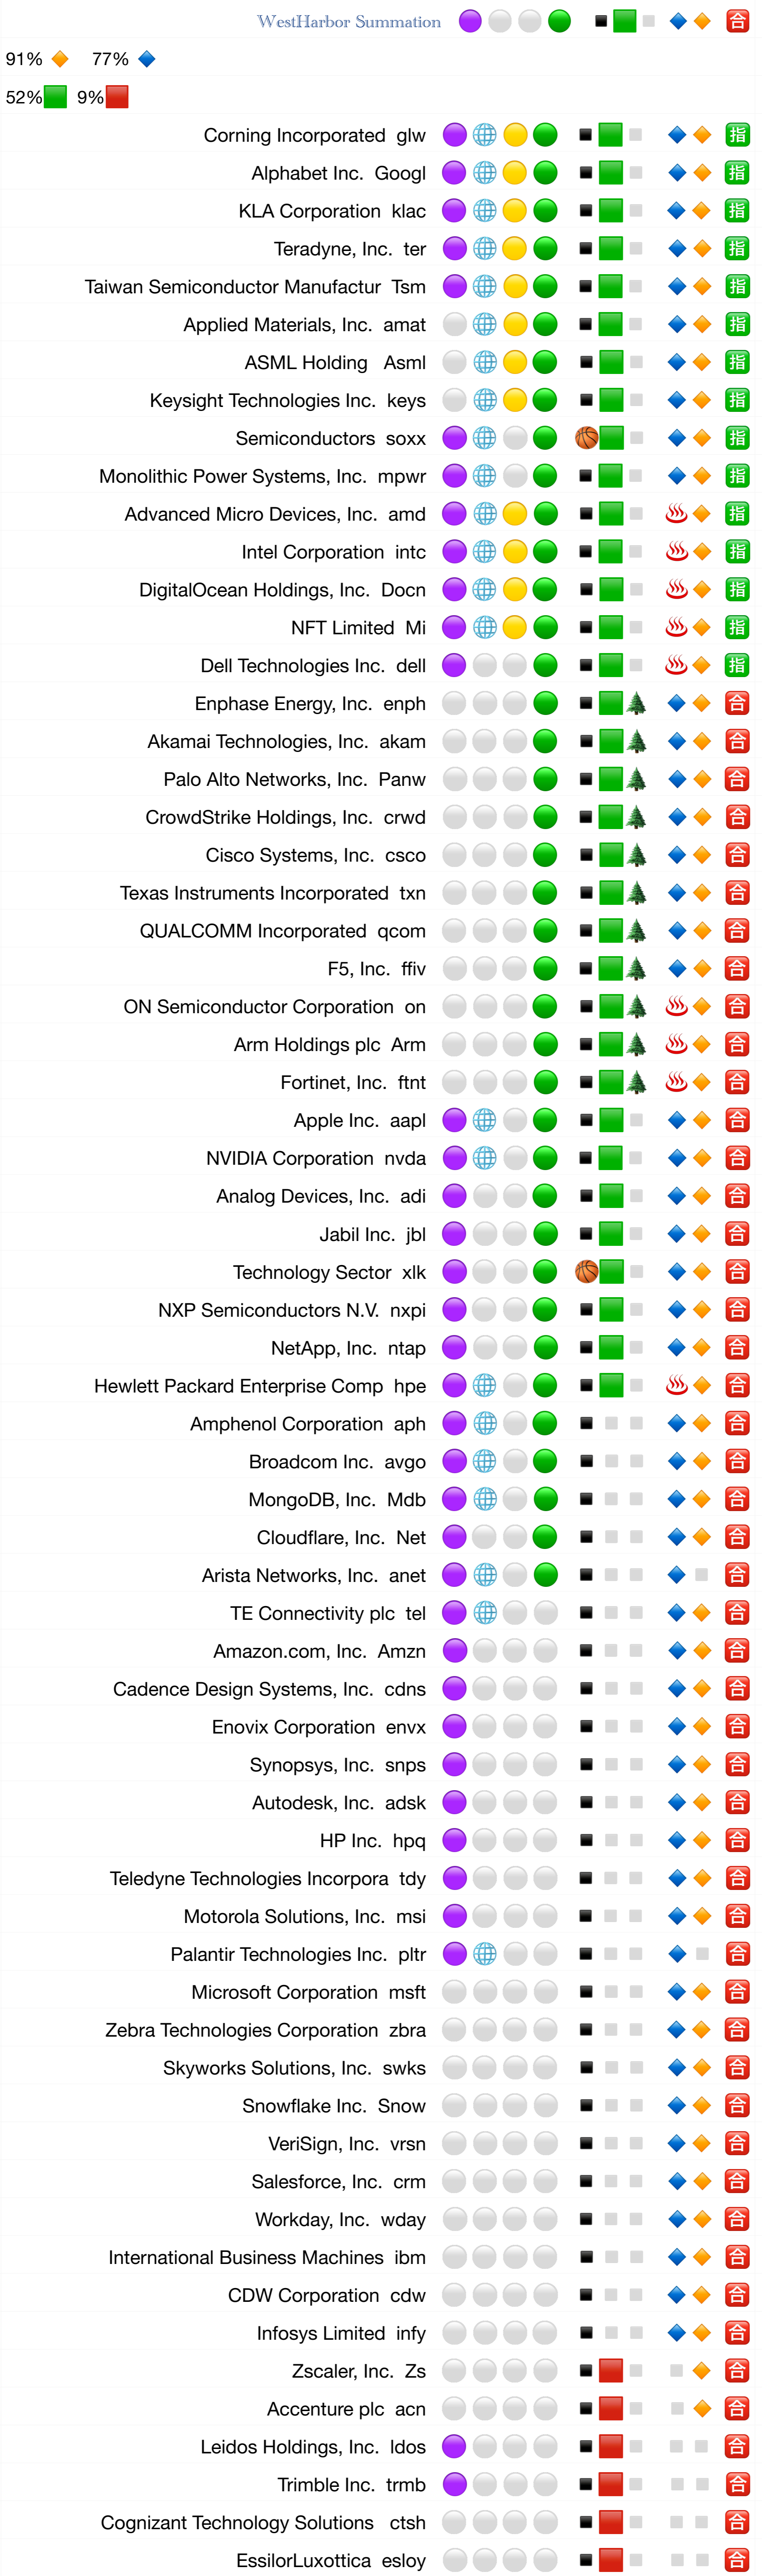 WestHarbor Summation 合
91% 77%
52% 9%
Corning Incorporated glw 指
Alphabet Inc. Googl 指
KLA Corporation klac 指
Teradyne, Inc. ter 指
Taiwan Semiconductor Manufactur Tsm 指
Applied Materials, Inc. amat 指
ASML Holding Asml 指
Keysight Technologies Inc. keys 指
Semiconductors soxx 指
Monolithic Power Systems, Inc. mpwr 指
Advanced Micro Devices, Inc. amd 指
Intel Corporation intc 指
DigitalOcean Holdings, Inc. Docn 指
NFT Limited Mi 指
Dell Technologies Inc. dell 指
Enphase Energy, Inc. enph 合
Akamai Technologies, Inc. akam 合
Palo Alto Networks, Inc. Panw 合
CrowdStrike Holdings, Inc. crwd 合
Cisco Systems, Inc. csco 合
Texas Instruments Incorporated txn 合
QUALCOMM Incorporated qcom 合
F5, Inc. ffiv 合
ON Semiconductor Corporation on 合
Arm Holdings plc Arm 合
Fortinet, Inc. ftnt 合
Apple Inc. aapl 合
NVIDIA Corporation nvda 合
Analog Devices, Inc. adi 合
Jabil Inc. jbl 合
Technology Sector xlk 合
NXP Semiconductors N.V. nxpi 合
NetApp, Inc. ntap 合
Hewlett Packard Enterprise Comp hpe 合
Amphenol Corporation aph 合
Broadcom Inc. avgo 合
MongoDB, Inc. Mdb 合
Cloudflare, Inc. Net 合
Arista Networks, Inc. anet 合
TE Connectivity plc tel 合
Amazon.com, Inc. Amzn 合
Cadence Design Systems, Inc. cdns 合
Enovix Corporation envx 合
Synopsys, Inc. snps 合
Autodesk, Inc. adsk 合
HP Inc. hpq 合
Teledyne Technologies Incorpora tdy 合
Motorola Solutions, Inc. msi 合
Palantir Technologies Inc. pltr 合
Microsoft Corporation msft 合
Zebra Technologies Corporation zbra 合
Skyworks Solutions, Inc. swks 合
Snowflake Inc. Snow 合
VeriSign, Inc. vrsn 合
Salesforce, Inc. crm 合
Workday, Inc. wday 合
International Business Machines ibm 合
CDW Corporation cdw 合
Infosys Limited infy 合
Zscaler, Inc. Zs 合
Accenture plc acn 合
Leidos Holdings, Inc. ldos 合
Trimble Inc. trmb 合
Cognizant Technology Solutions ctsh 合
EssilorLuxottica esloy 合